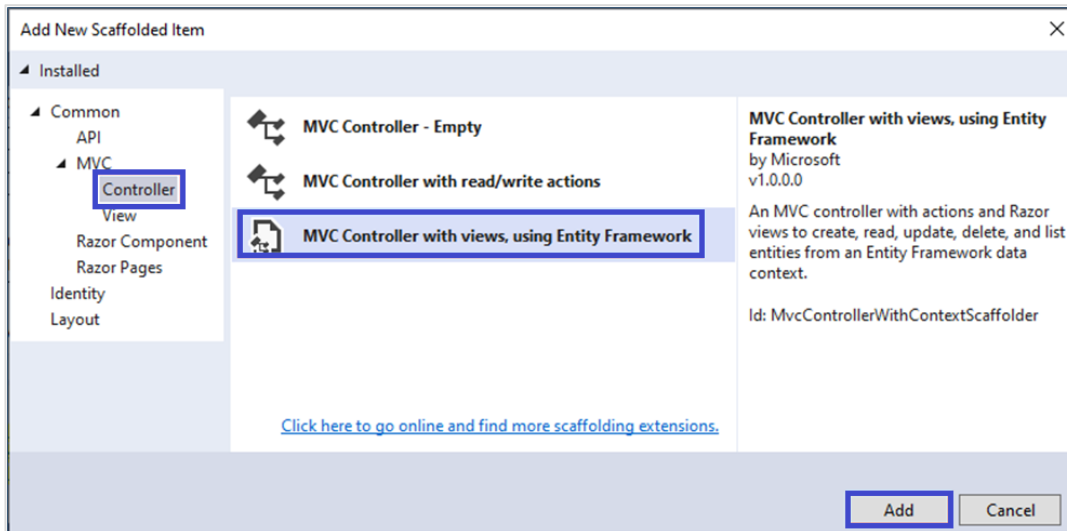 Add New Scaffolded Item
Installed
Common
API
MVC
Controller
View
Razor Component
Razor Pages
Identity
Layout
MVC Controller - Empty
MVC Controller with read/write actions
MVC Controller with views, using Entity Framework
Click here to go online and find more scaffolding extensions.
MVC Controller with views, using Entity
Framework
by Microsoft
v1.0.0.0
An MVC controller with actions and Razor
views to create, read, update, delete, and list
entities from an Entity Framework data
context.
Id: MvcControllerWithContextScaffolder
Add
Cancel